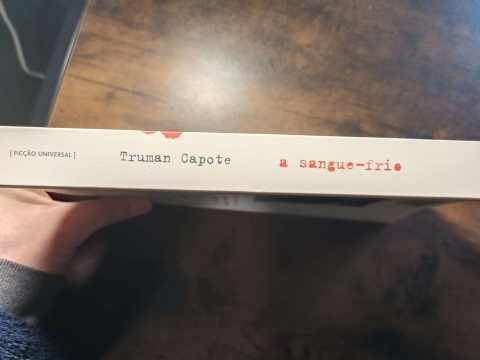 [ FICÇÃO UNIVERSAL ]
Truman Capote
a sangue-frio